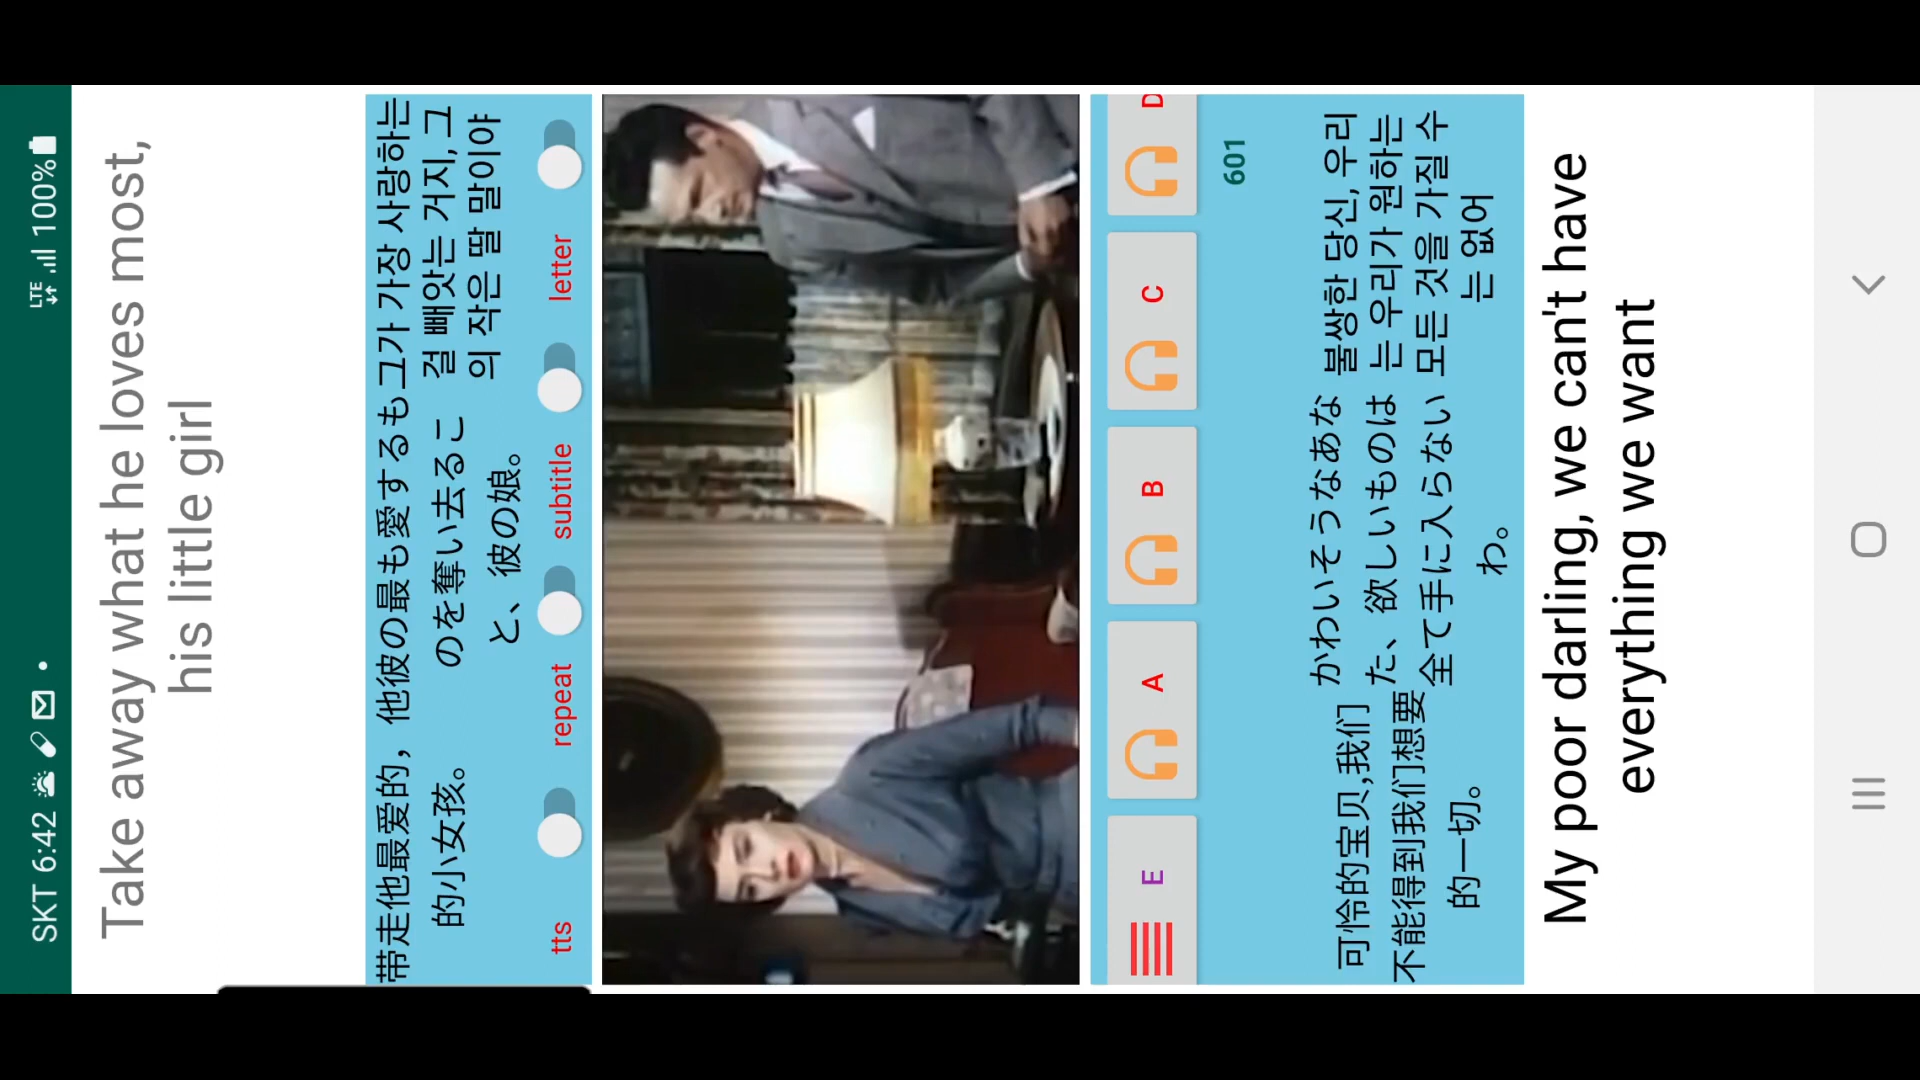 SKT 6:42
LTE
100%
Take away what he loves most,
his little girl
带走他最爱的，他
的小女孩。
彼の最も愛するも
のを奪い去るこ
と、彼の娘。
그가 가장 사랑하는
걸 빼앗는 거지, 그
의 작은 딸 말이야
tts
repeat
subtitle
letter
E
A
B
C
D
601
可怜的宝贝,我们
不能得到我们想要
的一切。
かわいそうなあな
た、欲しいものは
全て手に入らない
わ。
불쌍한 당신, 우리
는 우리가 원하는
모든 것을 가질 수
는 없어
My poor darling, we can't have
everything we want